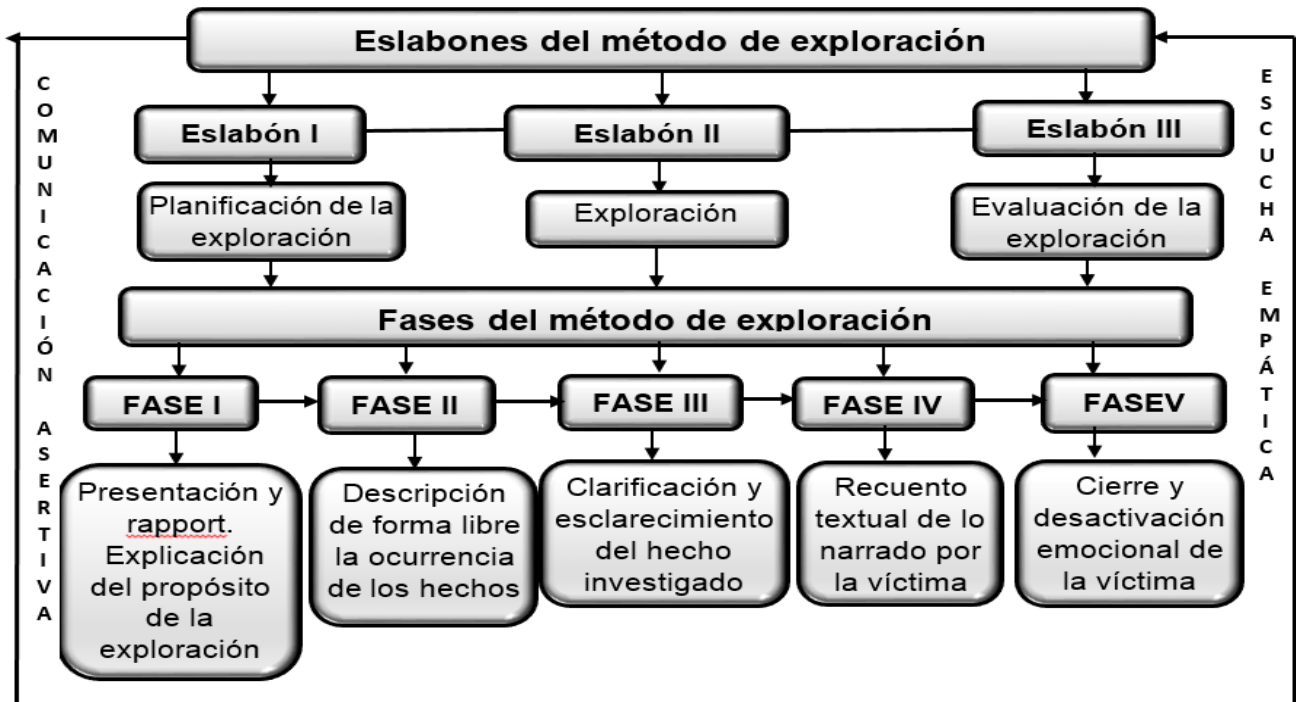 Eslabones del método de exploración
COMUNICACIÓN ASERTIVA
ESCUCHA EMPÁTICA
Eslabón I
Eslabón II
Eslabón III
Planificación de la
exploración
Exploración
Evaluación de la
exploración
Fases del método de exploración
FASE I
FASE II
FASE III
FASE IV
FASEV
Presentación y
rapport.
Explicación
del propósito
de la
exploración
Descripción
de forma libre
la ocurrencia
de los hechos
Clarificación y
esclarecimiento
del hecho
investigado
Recuento
textual de lo
narrado por
la víctima
Cierre y
desactivación
emocional de
la víctima